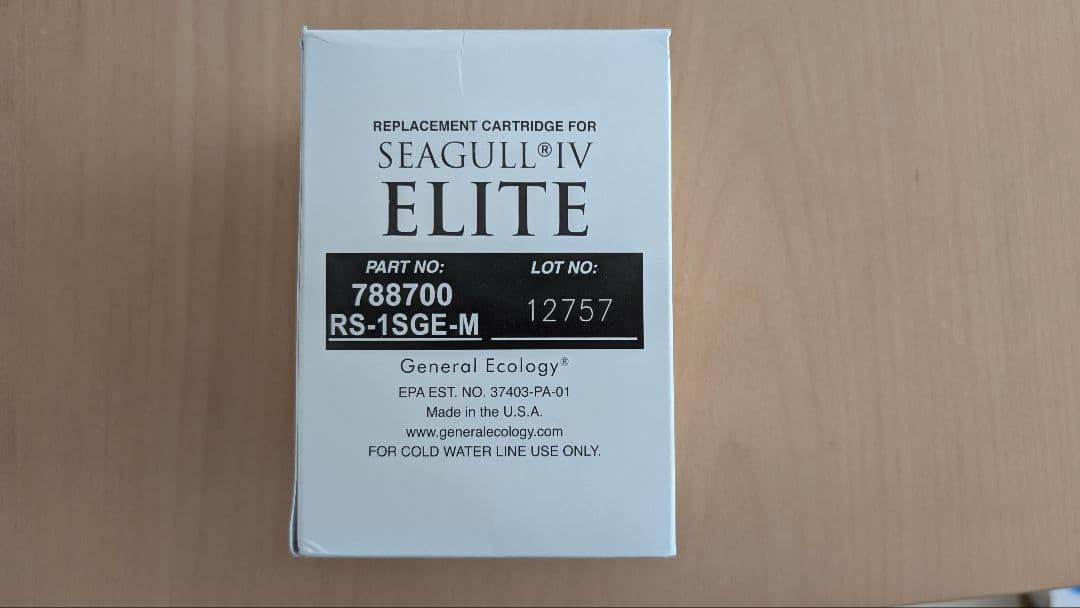 REPLACEMENT CARTRIDGE FOR
SEAGULL®IV
ELITE
PART NO:
788700
RS-1SGE-M
LOT NO:
12757
General Ecology®
EPA EST. NO. 37403-PA-01
Made in the U.S.A.
www.generalecology.com
FOR COLD WATER LINE USE ONLY.